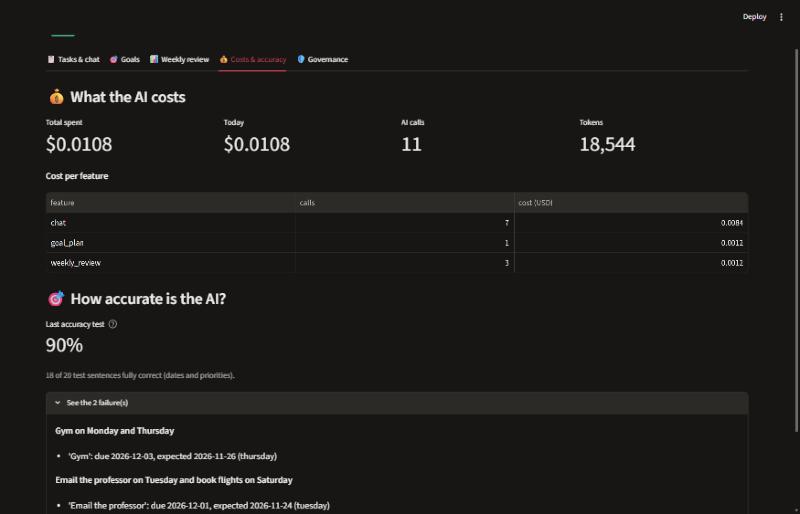 Deploy
Tasks & chat Goals Weekly review Costs & accuracy Governance
What the AI costs
Total spent Today AI calls Tokens
$0.0108 $0.0108 11 18,544
Cost per feature
feature calls cost (USD)
chat 7 0.0084
goal_plan 1 0.0012
weekly_review 3 0.0012
How accurate is the AI?
Last accuracy test
90%
18 of 20 test sentences fully correct (dates and priorities).
See the 2 failure(s)
Gym on Monday and Thursday
• 'Gym': due 2026-12-03, expected 2026-11-26 (thursday)
Email the professor on Tuesday and book flights on Saturday
• 'Email the professor': due 2026-12-01, expected 2026-11-24 (tuesday)